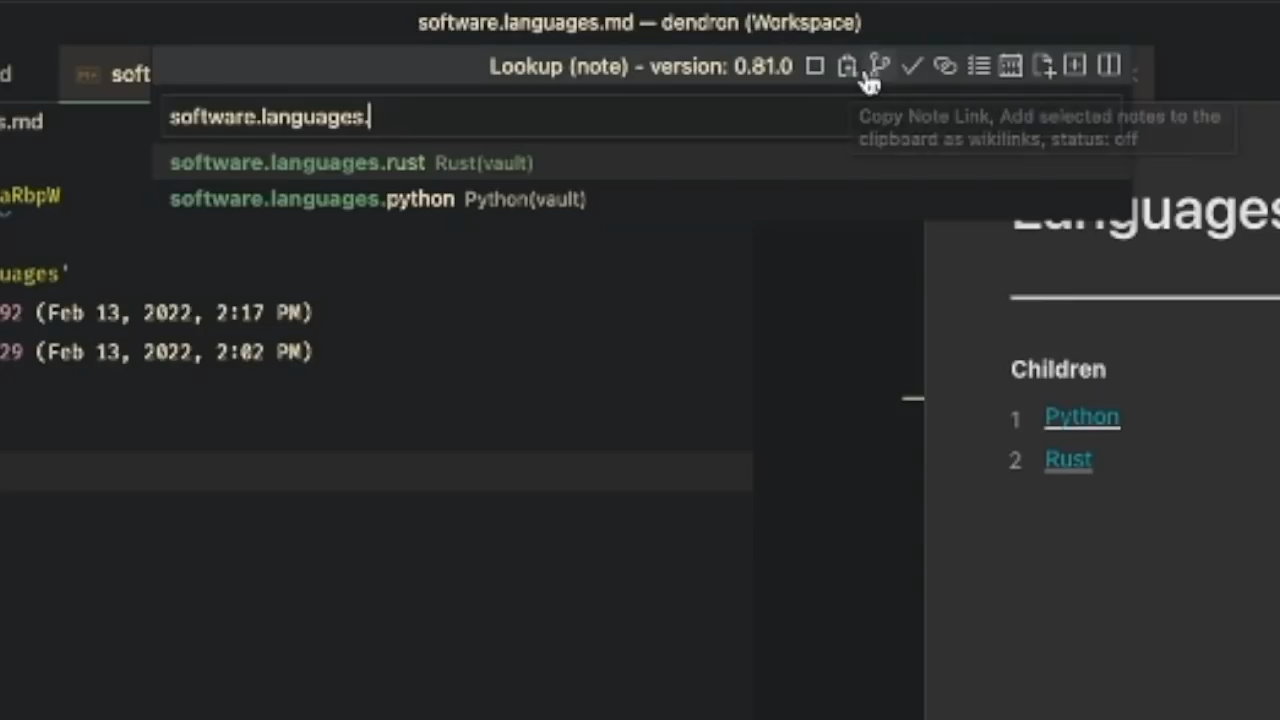 software.languages.md — dendron (Workspace)
d
soft
Lookup (note) - version: 0.81.0
s.md
software.languages.
Copy Note Link, Add selected notes to the
clipboard as wikilinks, status: off
software.languages.rust Rust(vault)
software.languages.python Python(vault)
aRbpW
Languages
uages'
92 (Feb 13, 2022, 2:17 PM)
29 (Feb 13, 2022, 2:02 PM)
Children
1 Python
2 Rust